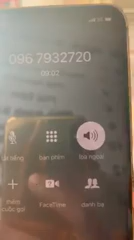 096 7932720
00:02
bàn phím
loa ngoài
FaceTime
danh bạ